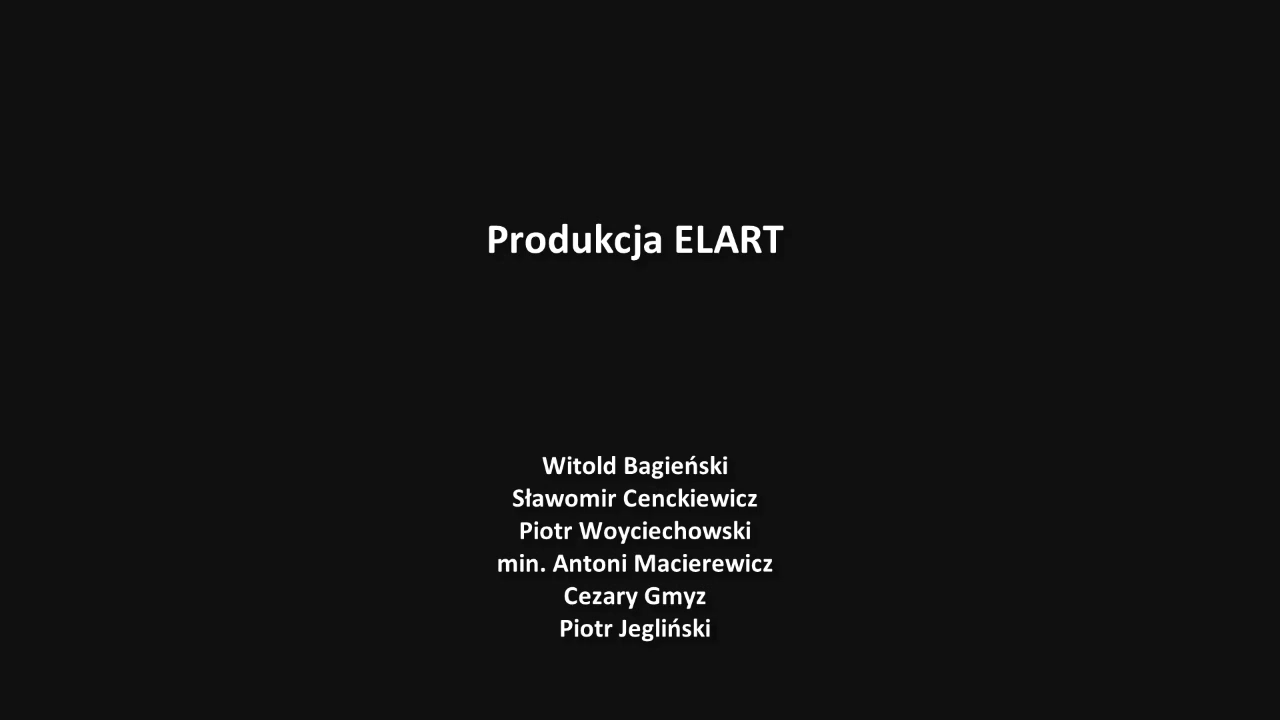 Produkcja ELART
Witold Bagieński
Sławomir Cenckiewicz
Piotr Woyciechowski
min. Antoni Macierewicz
Cezary Gmyz
Piotr Jegliński